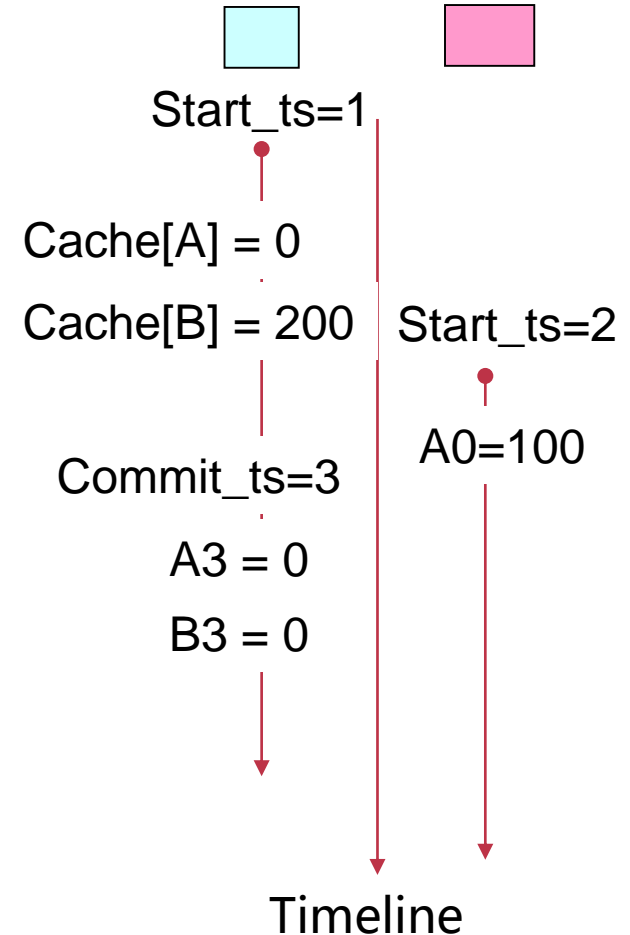 Start_ts=1
Cache[A] = 0
Cache[B] = 200
Start_ts=2
A0=100
Commit_ts=3
A3 = 0
B3 = 0
Timeline